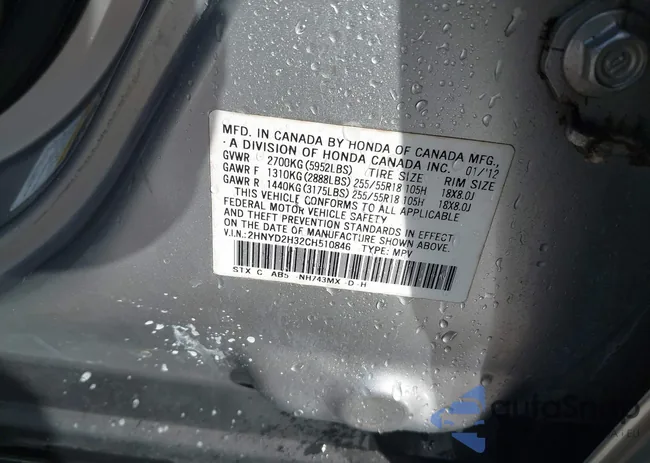 MFD. IN CANADA BY HONDA OF CANADA MFG.,
A DIVISION OF HONDA CANADA INC. 01/'12
GVWR 2700KG(5952LBS) TIRE SIZE RIM SIZE
GAWR F 1310KG(2888LBS) 255/55R18 105H 18X8.0J
GAWR R 1440KG(3175LBS) 255/55R18 105H 18X8.0J
THIS VEHICLE CONFORMS TO ALL APPLICABLE
FEDERAL MOTOR VEHICLE SAFETY
AND THEFT PREVENTION STANDARDS IN EFFECT
ON THE DATE OF MANUFACTURE SHOWN ABOVE.
V.I.N.:2HNYD2H32CH510846 TYPE: MPV
STX C AB5 NH743MX -D -H